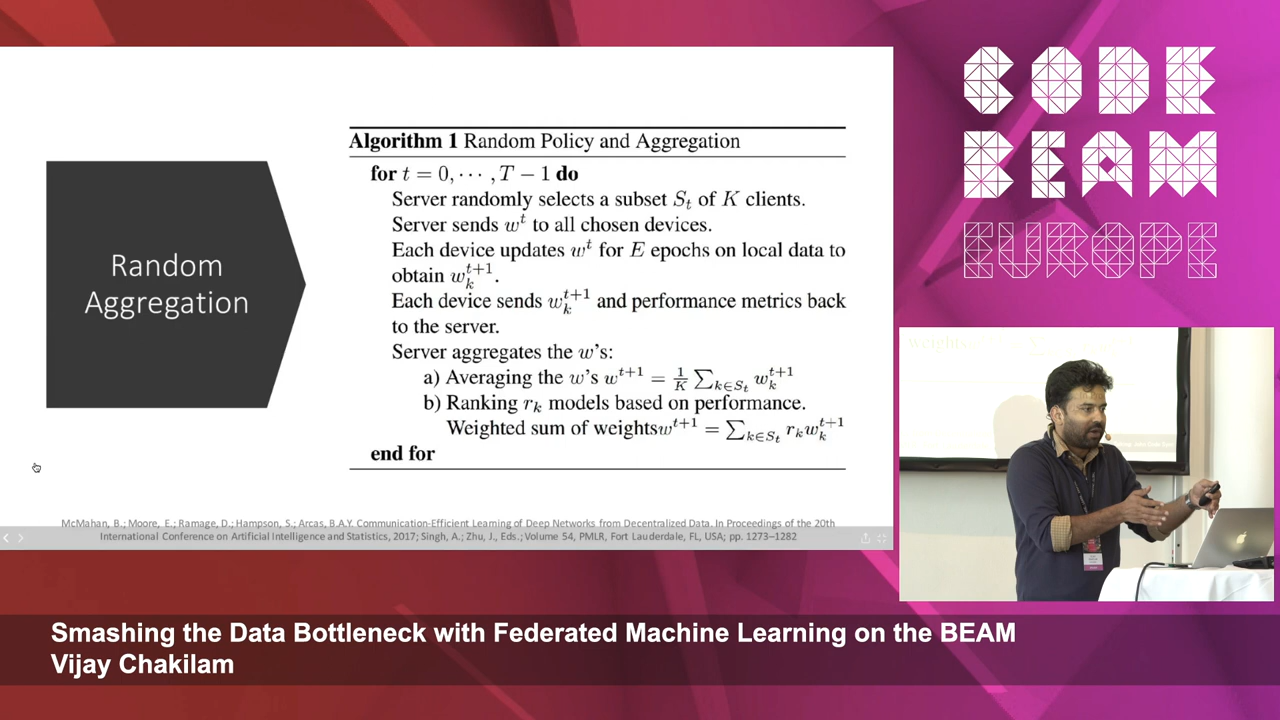 CODE
BEAM
EUROPE
Random
Aggregation
Algorithm 1 Random Policy and Aggregation
for t = 0, ⋯ , T − 1 do
Server randomly selects a subset S_t of K clients.
Server sends w^t to all chosen devices.
Each device updates w^t for E epochs on local data to
obtain w_k^{t+1}.
Each device sends w_k^{t+1} and performance metrics back
to the server.
Server aggregates the w's:
a) Averaging the w's w^{t+1} = 1/K ∑_{k∈S_t} w_k^{t+1}
b) Ranking r_k models based on performance.
Weighted sum of weightsw^{t+1} = ∑_{k∈S_t} r_k w_k^{t+1}
end for
McMahan, B.; Moore, E.; Ramage, D.; Hampson, S.; Arcas, B.A.Y. Communication-Efficient Learning of Deep Networks from Decentralized Data. In Proceedings of the 20th
International Conference on Artificial Intelligence and Statistics, 2017; Singh, A.; Zhu, J., Eds.; Volume 54, PMLR, Fort Lauderdale, FL, USA; pp. 1273–1282
weights
Smashing the Data Bottleneck with Federated Machine Learning on the BEAM
Vijay Chakilam